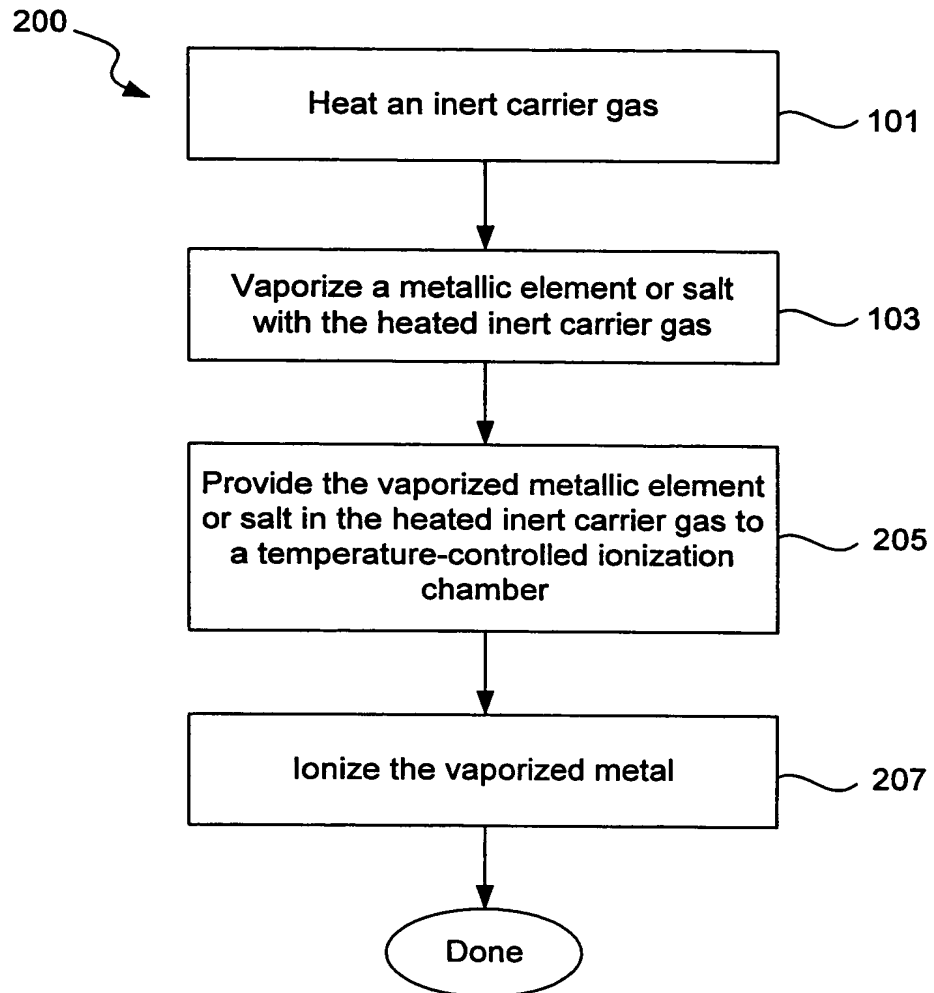 200
Heat an inert carrier gas
101
Vaporize a metallic element or salt
with the heated inert carrier gas
103
Provide the vaporized metallic element
or salt in the heated inert carrier gas to
a temperature-controlled ionization
chamber
205
Ionize the vaporized metal
207
Done